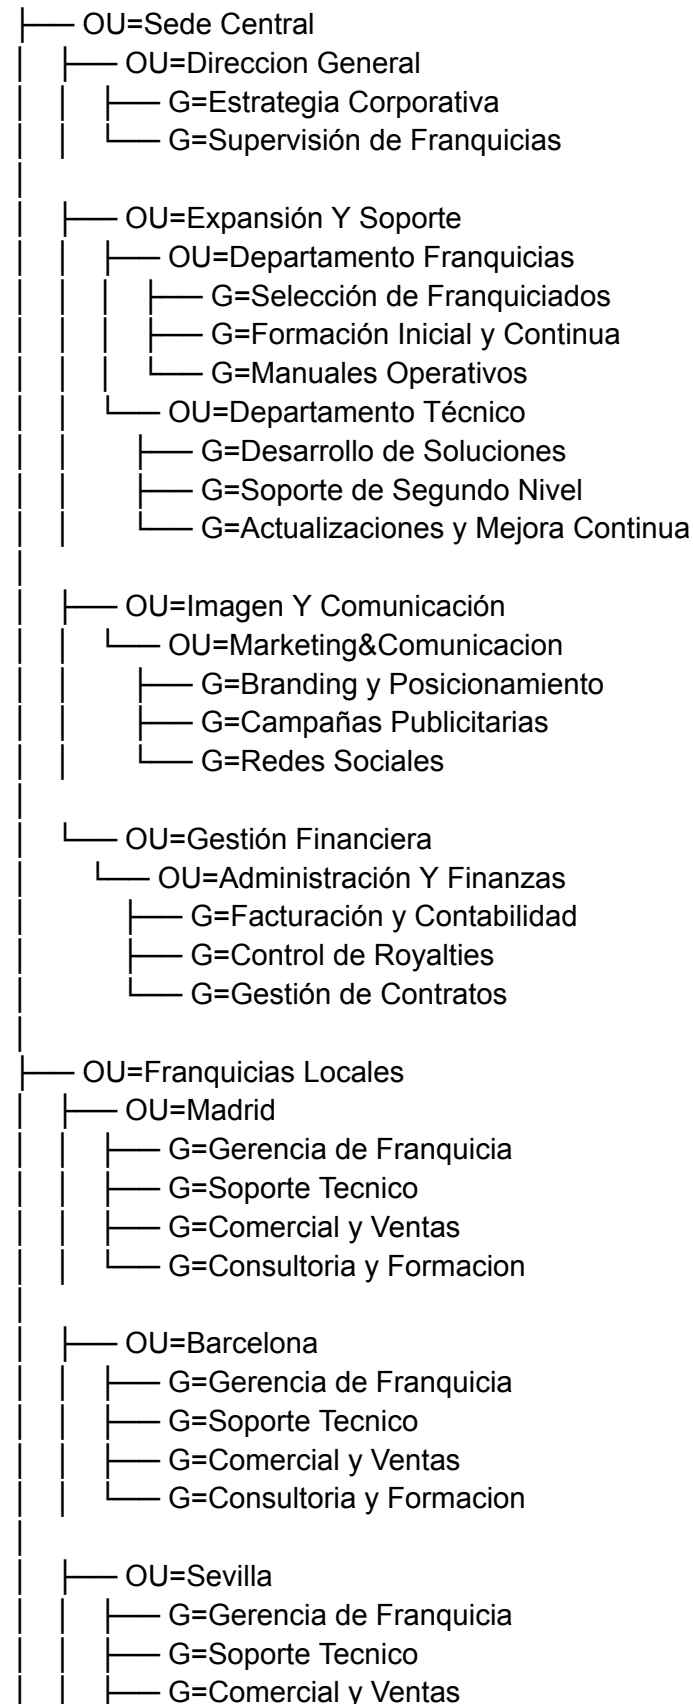 OU=Sede Central
OU=Direccion General
G=Estrategia Corporativa
G=Supervisión de Franquicias
OU=Expansión Y Soporte
OU=Departamento Franquicias
G=Selección de Franquiciados
G=Formación Inicial y Continua
G=Manuales Operativos
OU=Departamento Técnico
G=Desarrollo de Soluciones
G=Soporte de Segundo Nivel
G=Actualizaciones y Mejora Continua
OU=Imagen Y Comunicación
OU=Marketing&Comunicacion
G=Branding y Posicionamiento
G=Campañas Publicitarias
G=Redes Sociales
OU=Gestión Financiera
OU=Administración Y Finanzas
G=Facturación y Contabilidad
G=Control de Royalties
G=Gestión de Contratos
OU=Franquicias Locales
OU=Madrid
G=Gerencia de Franquicia
G=Soporte Tecnico
G=Comercial y Ventas
G=Consultoria y Formacion
OU=Barcelona
G=Gerencia de Franquicia
G=Soporte Tecnico
G=Comercial y Ventas
G=Consultoria y Formacion
OU=Sevilla
G=Gerencia de Franquicia
G=Soporte Tecnico
G=Comercial y Ventas